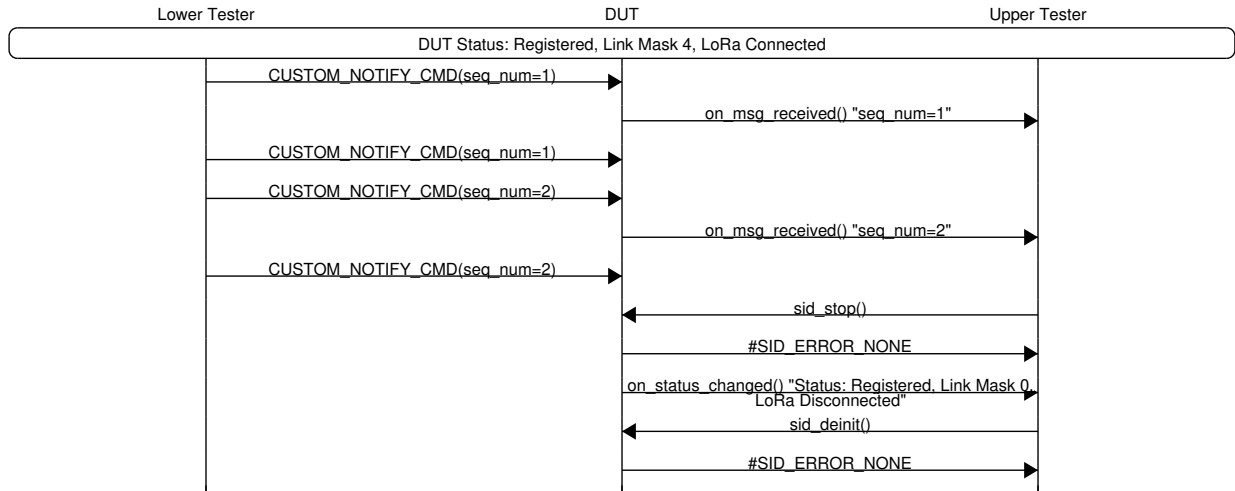 Lower Tester DUT Upper Tester
DUT Status: Registered, Link Mask 4, LoRa Connected
CUSTOM_NOTIFY_CMD(seq_num=1)
on_msg_received() "seq_num=1"
CUSTOM_NOTIFY_CMD(seq_num=1)
CUSTOM_NOTIFY_CMD(seq_num=2)
on_msg_received() "seq_num=2"
CUSTOM_NOTIFY_CMD(seq_num=2)
sid_stop()
#SID_ERROR_NONE
on_status_changed() "Status: Registered, Link Mask 0,
LoRa Disconnected"
sid_deinit()
#SID_ERROR_NONE